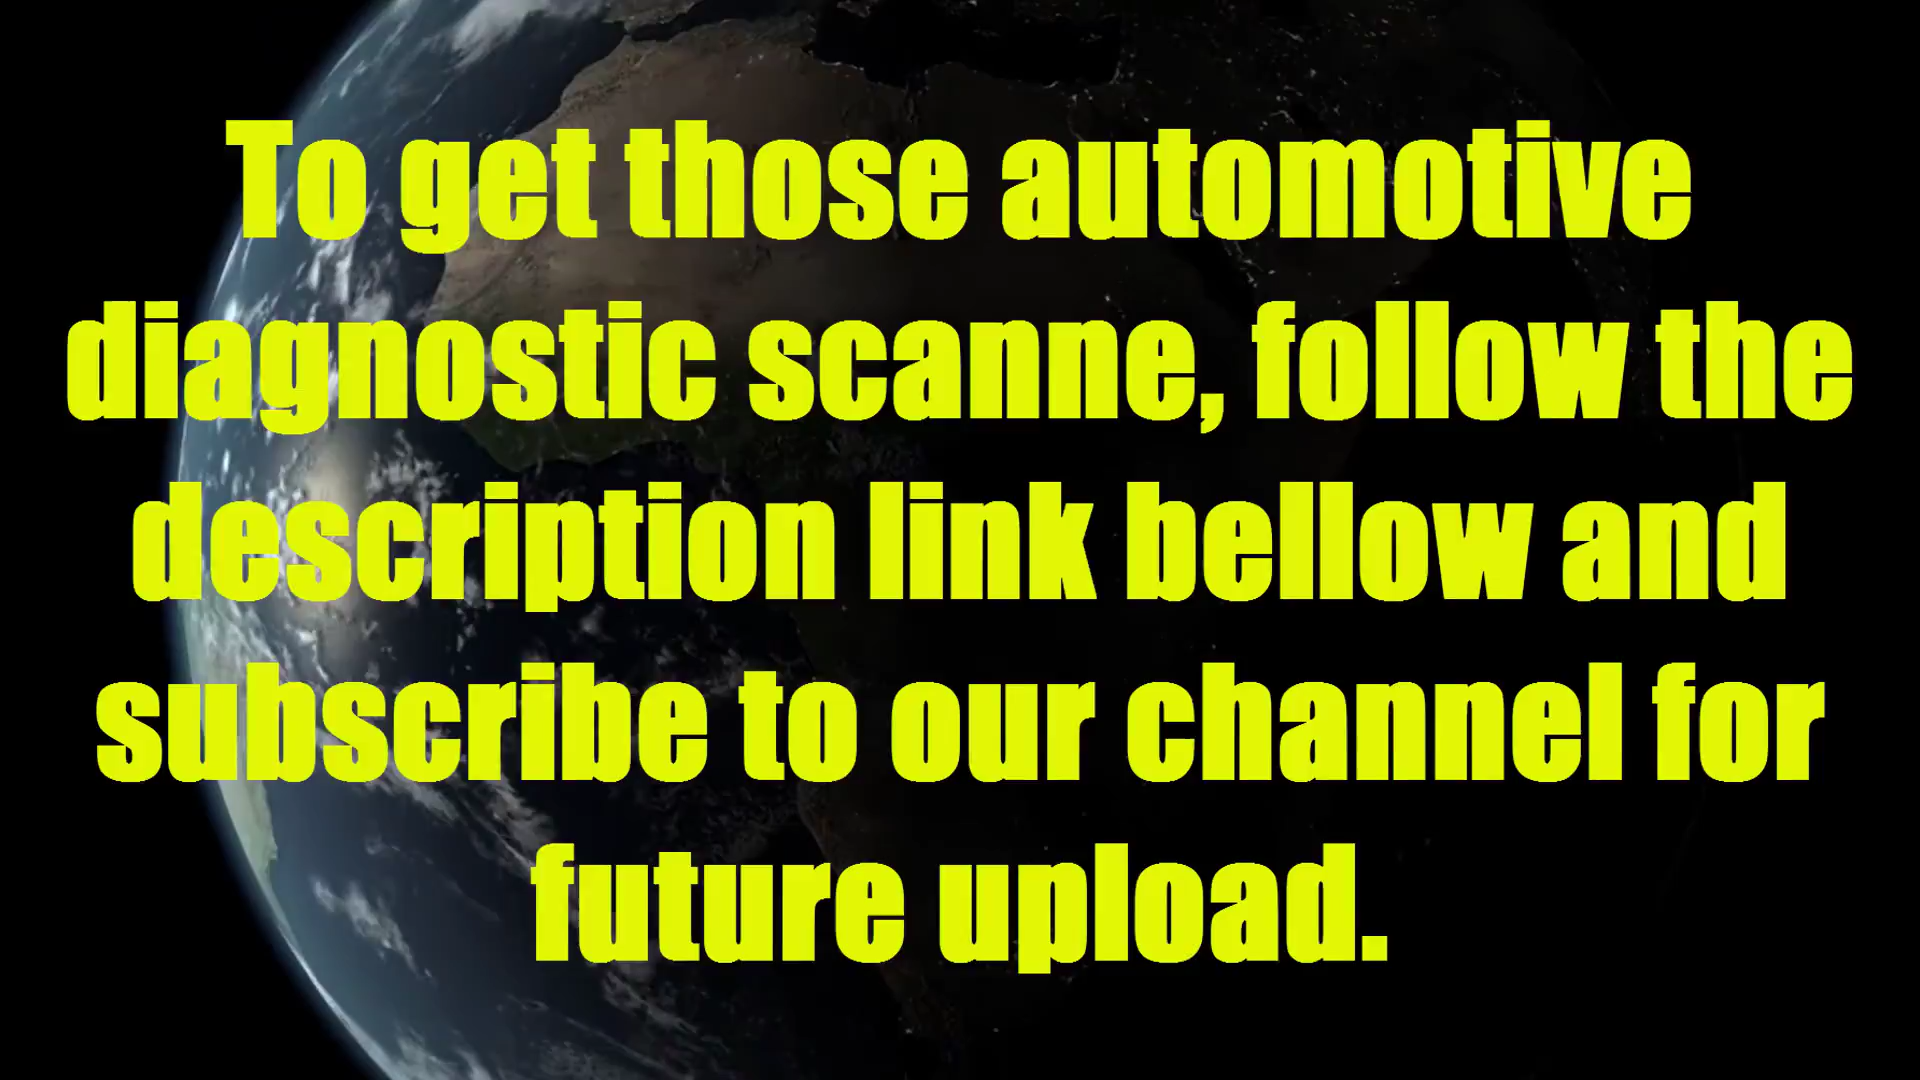 To get those automotive
diagnostic scanne, follow the
description link bellow and
subscribe to our channel for
future upload.